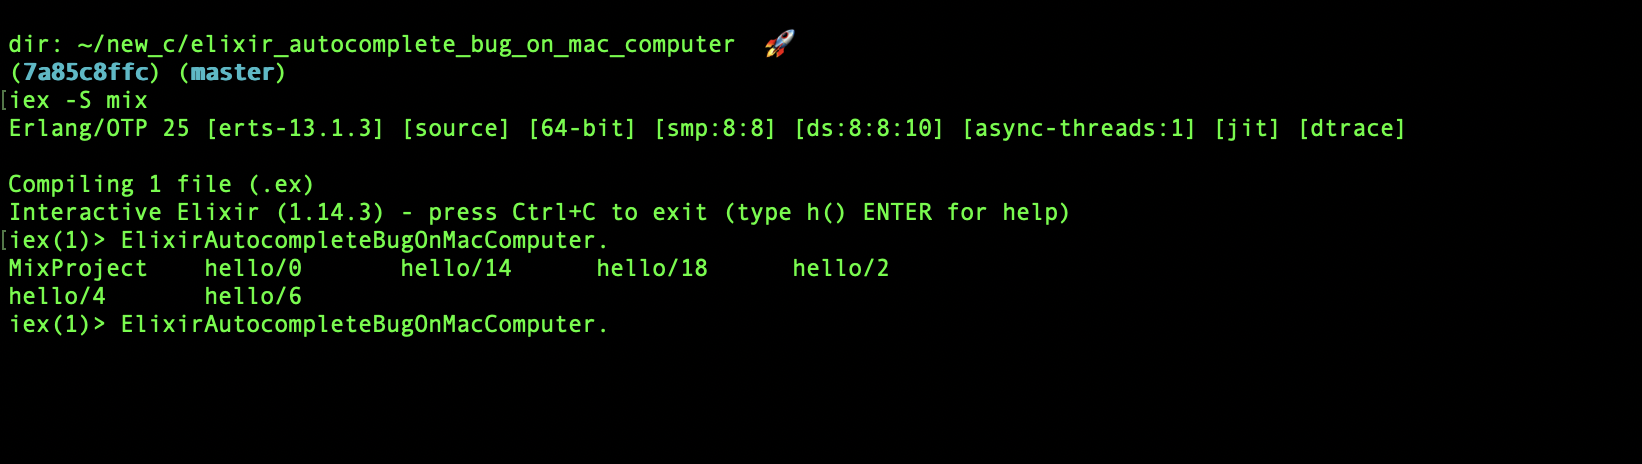 dir: ~/new_c/elixir_autocomplete_bug_on_mac_computer 🚀
(7a85c8ffc) (master)
[iex -S mix
Erlang/OTP 25 [erts-13.1.3] [source] [64-bit] [smp:8:8] [ds:8:8:10] [async-threads:1] [jit] [dtrace]
Compiling 1 file (.ex)
Interactive Elixir (1.14.3) - press Ctrl+C to exit (type h() ENTER for help)
[iex(1)> ElixirAutocompleteBugOnMacComputer.
MixProject    hello/0       hello/14      hello/18      hello/2
hello/4       hello/6
iex(1)> ElixirAutocompleteBugOnMacComputer.